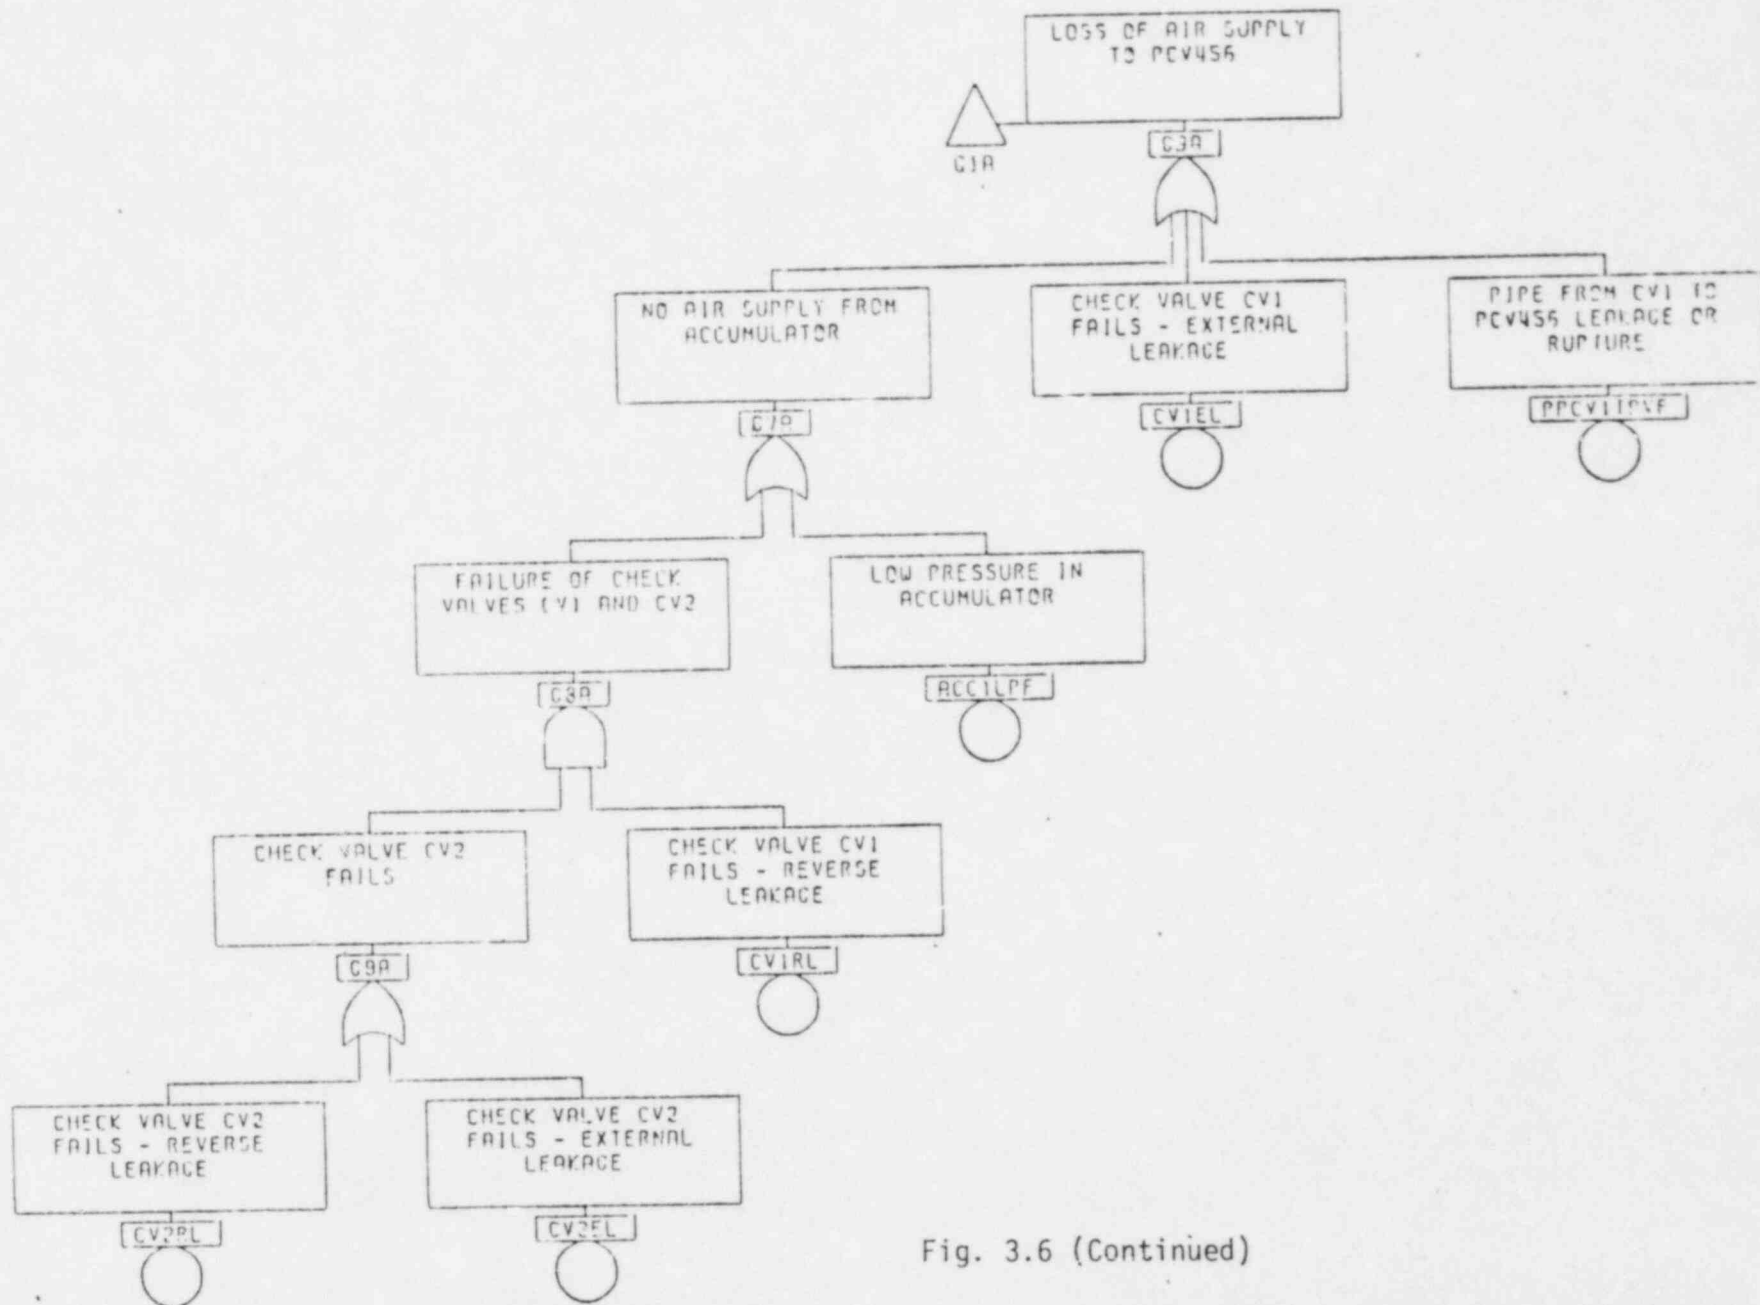 LOSS OF AIR SUPPLY
TO PCV456
G1A
G3A
NO AIR SUPPLY FROM
ACCUMULATOR
CHECK VALVE CV1
FAILS - EXTERNAL
LEAKAGE
PIPE FROM CV1 TO
PCV456 LEAKAGE OR
RUPTURE
G7A
CV1EL
FAILURE OF CHECK
VALVES CV1 AND CV2
LOW PRESSURE IN
ACCUMULATOR
G8A
ACC1LPF
CHECK VALVE CV2
FAILS
CHECK VALVE CV1
FAILS - REVERSE
LEAKAGE
G9A
CV1RL
CHECK VALVE CV2
FAILS - REVERSE
LEAKAGE
CHECK VALVE CV2
FAILS - EXTERNAL
LEAKAGE
CV2RL
CV2EL
Fig. 3.6 (Continued)